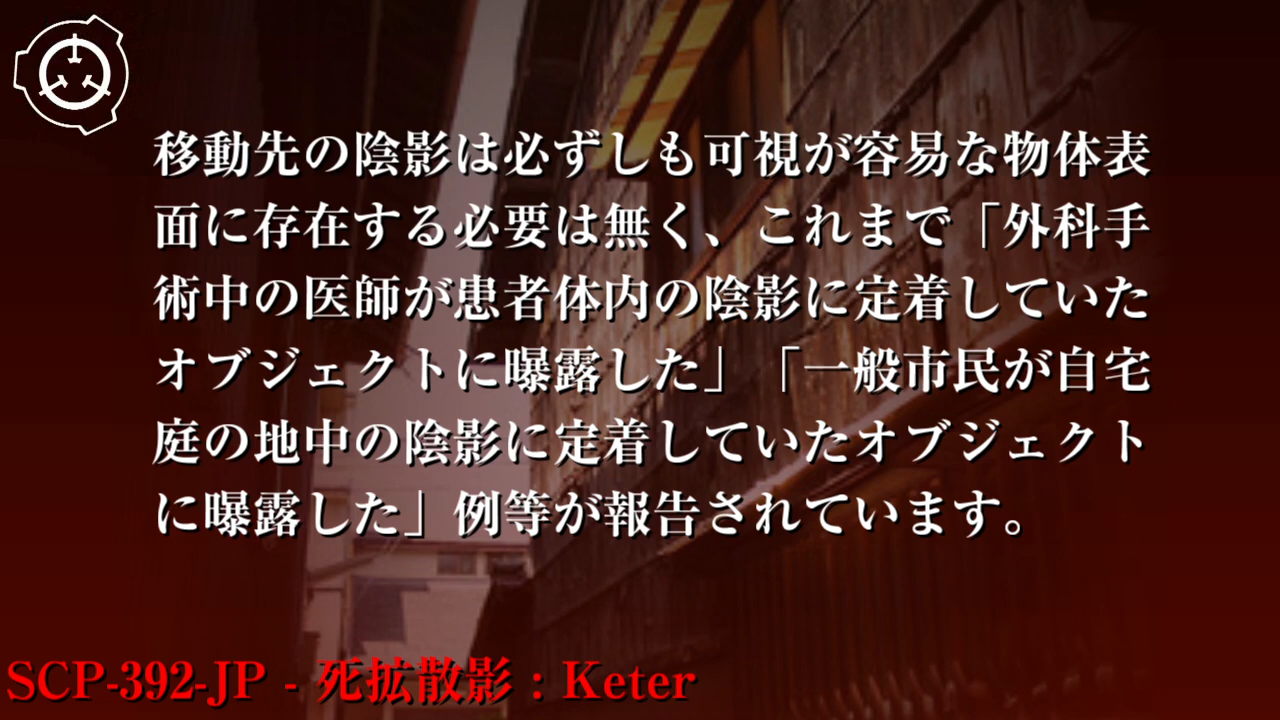 移動先の陰影は必ずしも可視が容易な物体表
面に存在する必要は無く、これまで「外科手
術中の医師が患者体内の陰影に定着していた
オブジェクトに曝露した」「一般市民が自宅
庭の地中の陰影に定着していたオブジェクト
に曝露した」例等が報告されています。
SCP-392-JP - 死拡散影：Keter